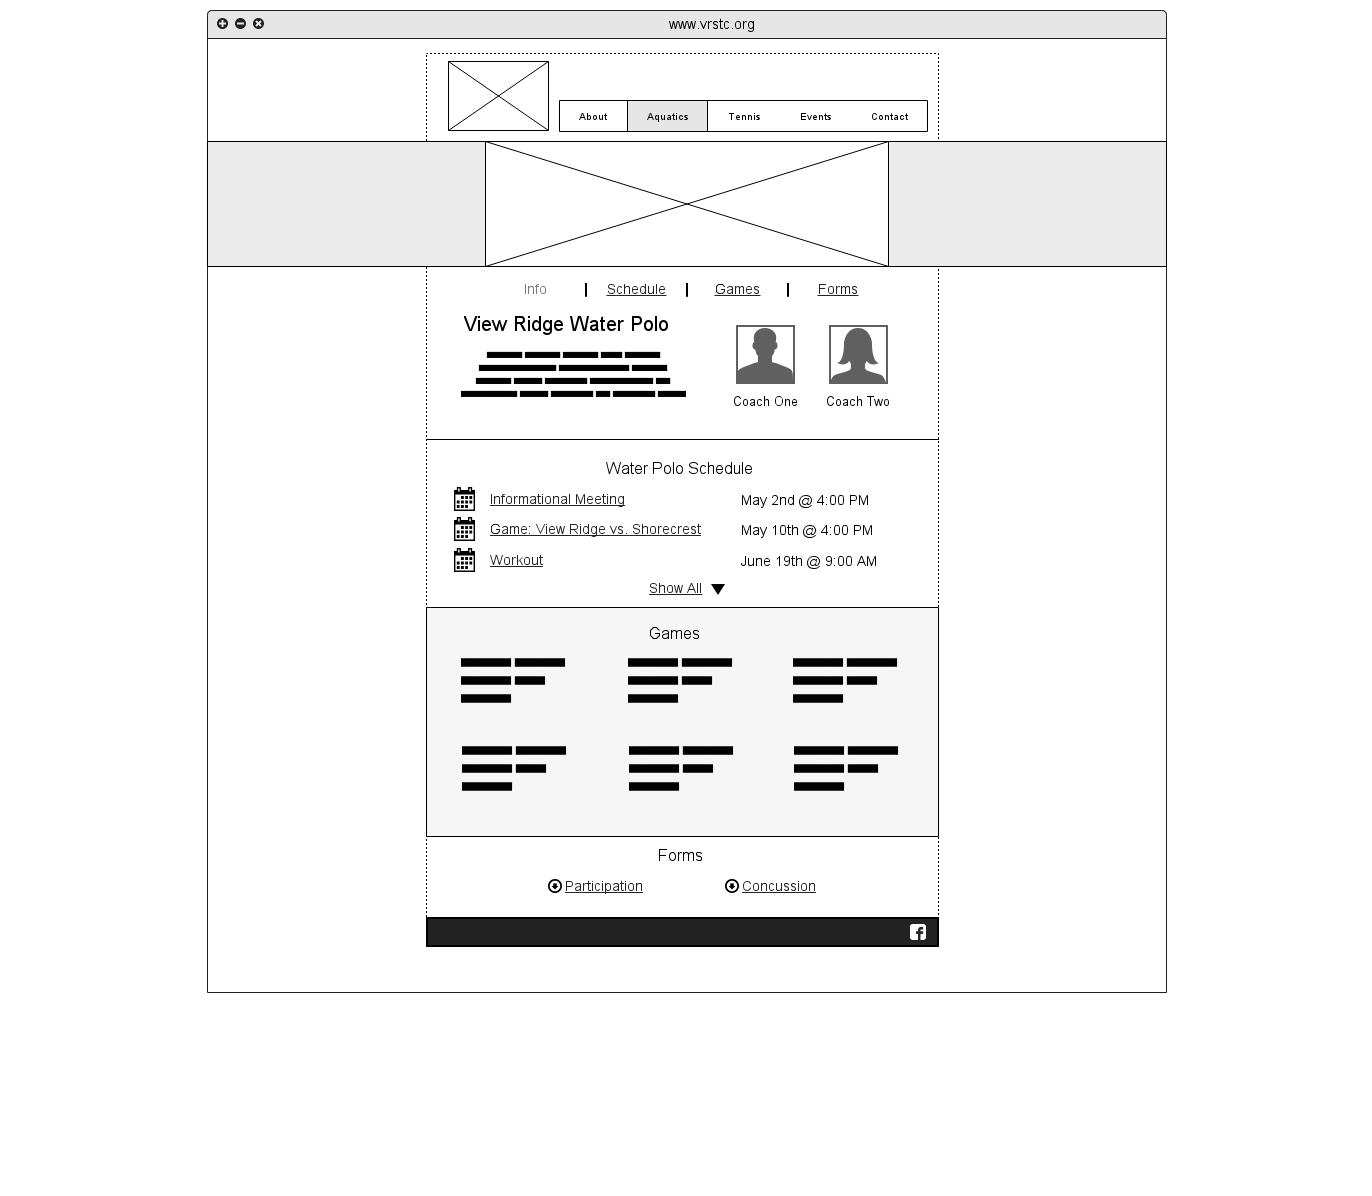 www.vrstc.org
About Aquatics Tennis Events Contact
Info Schedule Games Forms
View Ridge Water Polo
Coach One Coach Two
Water Polo Schedule
Informational Meeting May 2nd @ 4:00 PM
Game: View Ridge vs. Shorecrest May 10th @ 4:00 PM
Workout June 19th @ 9:00 AM
Show All
Games
Forms
Participation Concussion